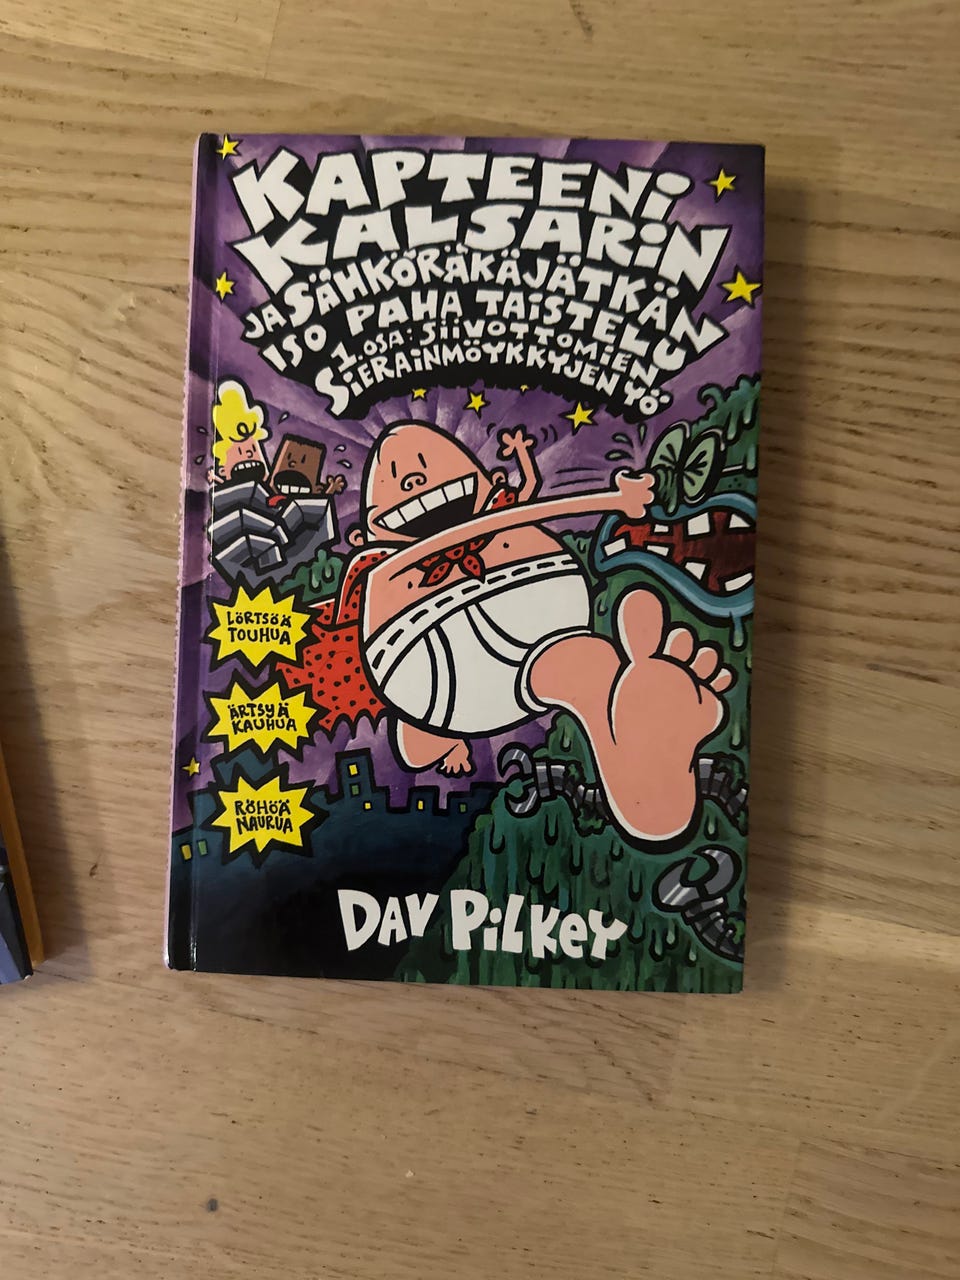 KAPTEENI
KALSARIN
JA SÄHKÖRÄKÄJÄTKÄN
ISO PAHA TAISTELU
1. OSA: SIIVOTTOMIEN
SIERAINMÖYKKYJEN YÖ
LÖRTSÖÄ
TOUHUA
ÄRTSYÄ
KAUHUA
RÖHÖÄ
NAURUA
DAV PILKEY